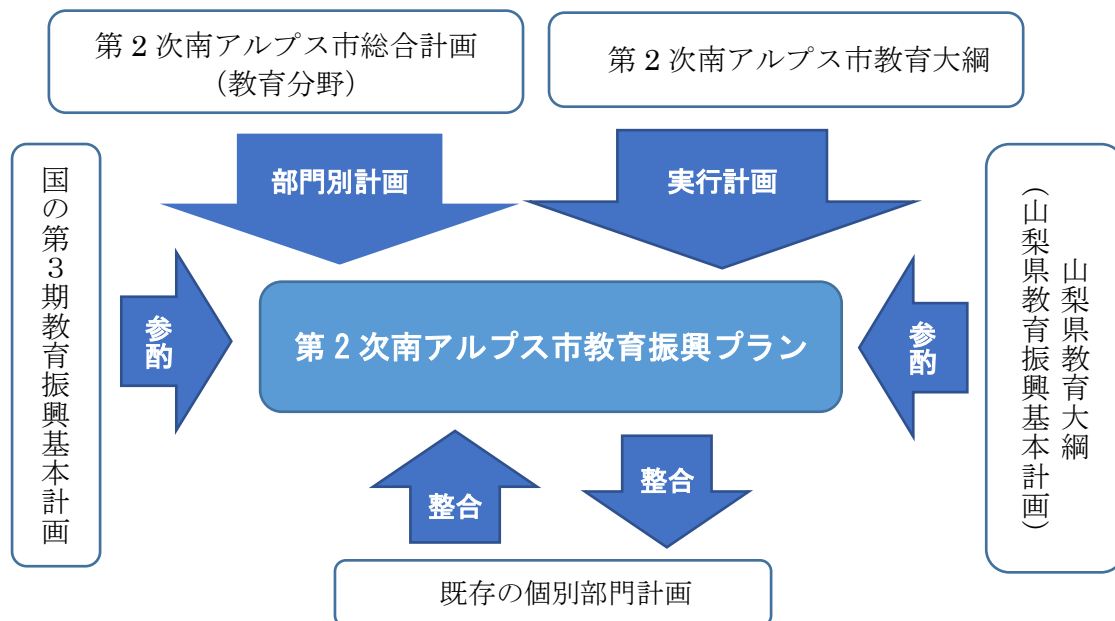 第２次南アルプス市総合計画
（教育分野）
第２次南アルプス市教育大綱
部門別計画
実行計画
国の第３期教育振興基本計画
参酌
第２次南アルプス市教育振興プラン
参酌
山梨県教育大綱
（山梨県教育振興基本計画）
整合
整合
既存の個別部門計画